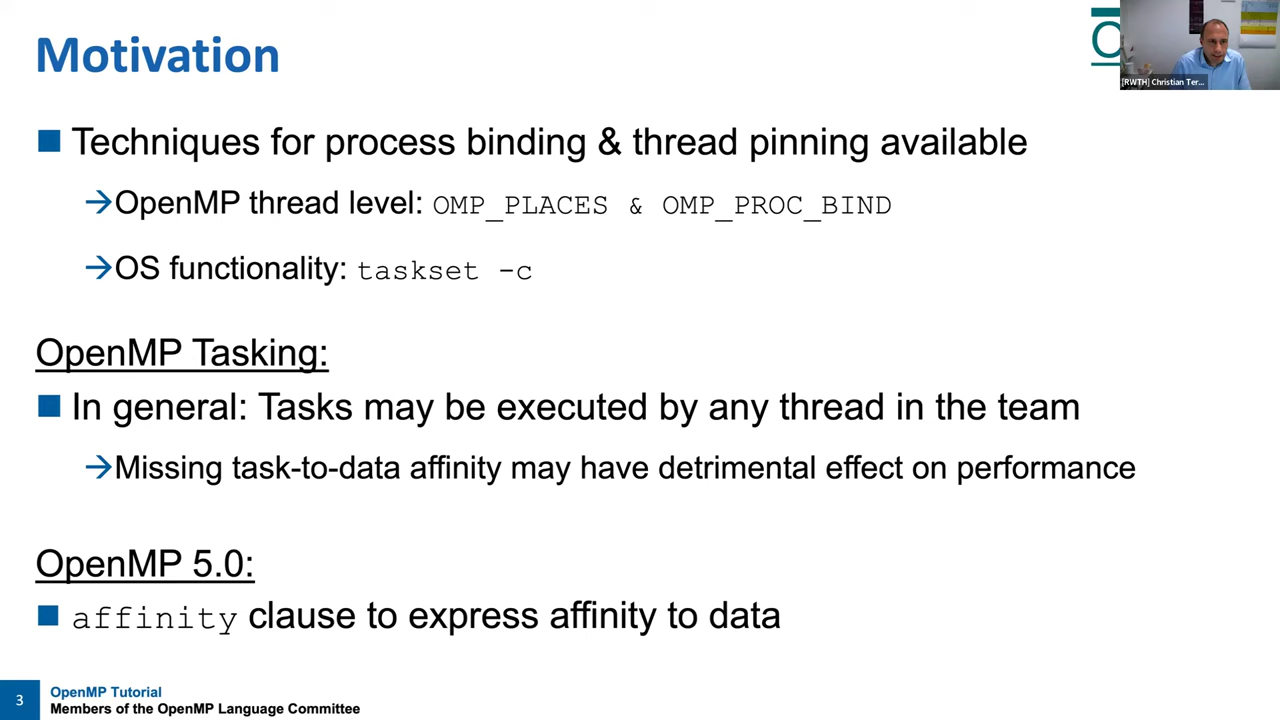 Motivation
[RWTH] Christian Ter...
Techniques for process binding & thread pinning available
→OpenMP thread level: OMP_PLACES & OMP_PROC_BIND
→OS functionality: taskset -c
OpenMP Tasking:
In general: Tasks may be executed by any thread in the team
→Missing task-to-data affinity may have detrimental effect on performance
OpenMP 5.0:
affinity clause to express affinity to data
3
OpenMP Tutorial
Members of the OpenMP Language Committee